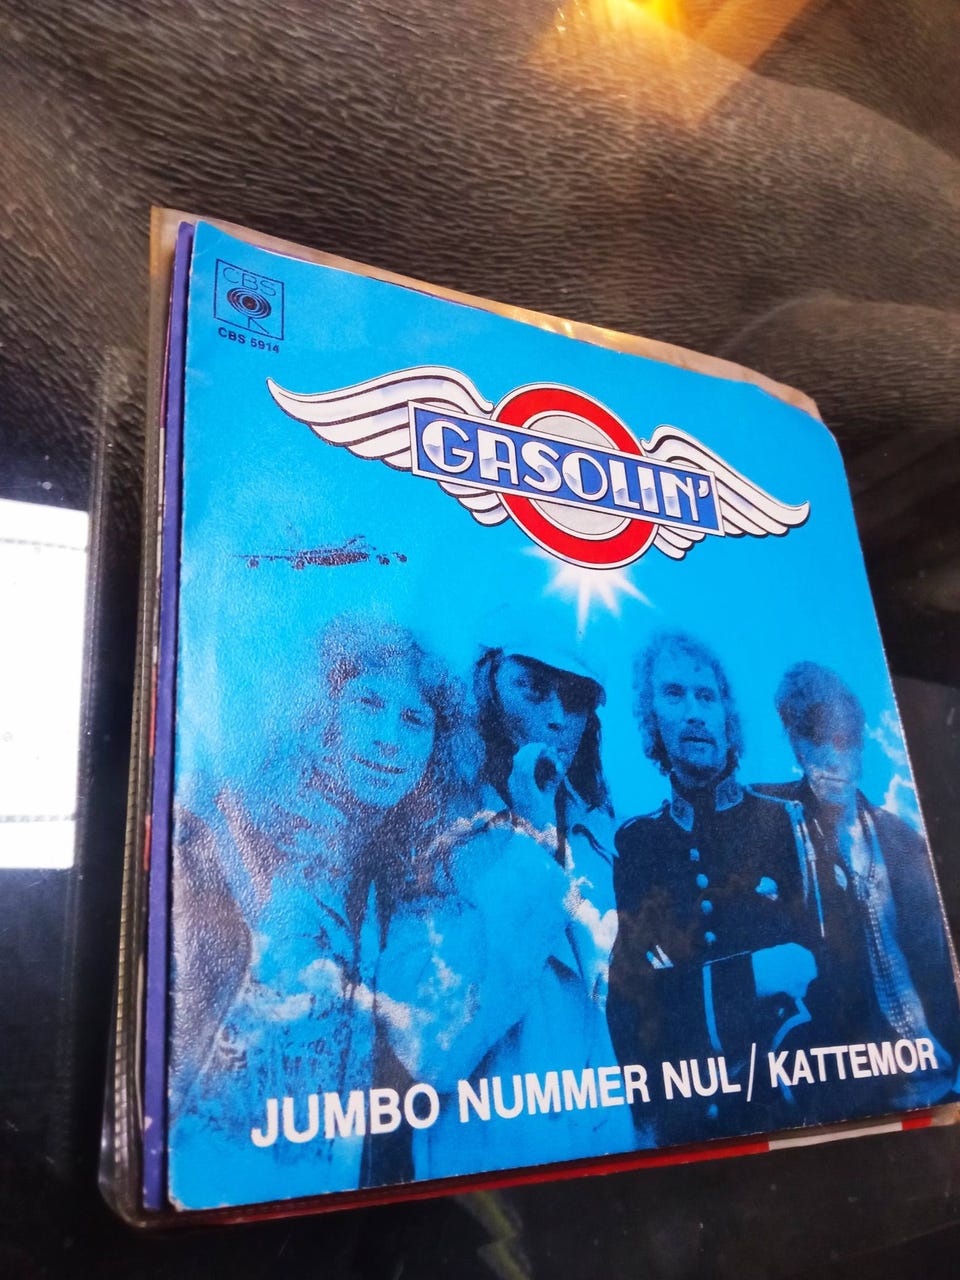 CBS
CBS 5914
GASOLIN'
JUMBO NUMMER NUL/KATTEMOR